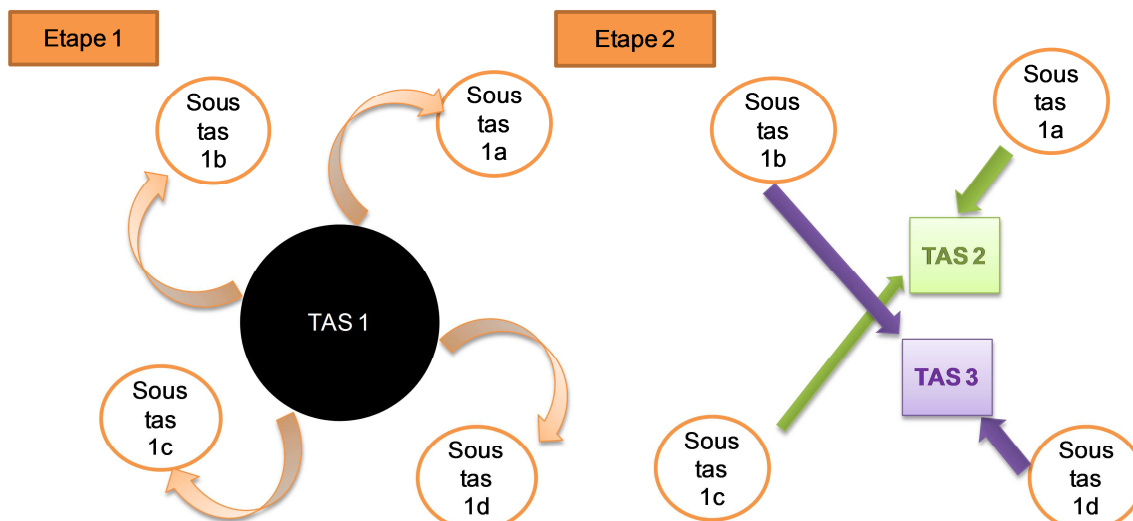 Etape 1
Etape 2
Sous
tas
1b
Sous
tas
1a
TAS 1
Sous
tas
1c
Sous
tas
1d
Sous
tas
1b
Sous
tas
1a
TAS 2
TAS 3
Sous
tas
1c
Sous
tas
1d